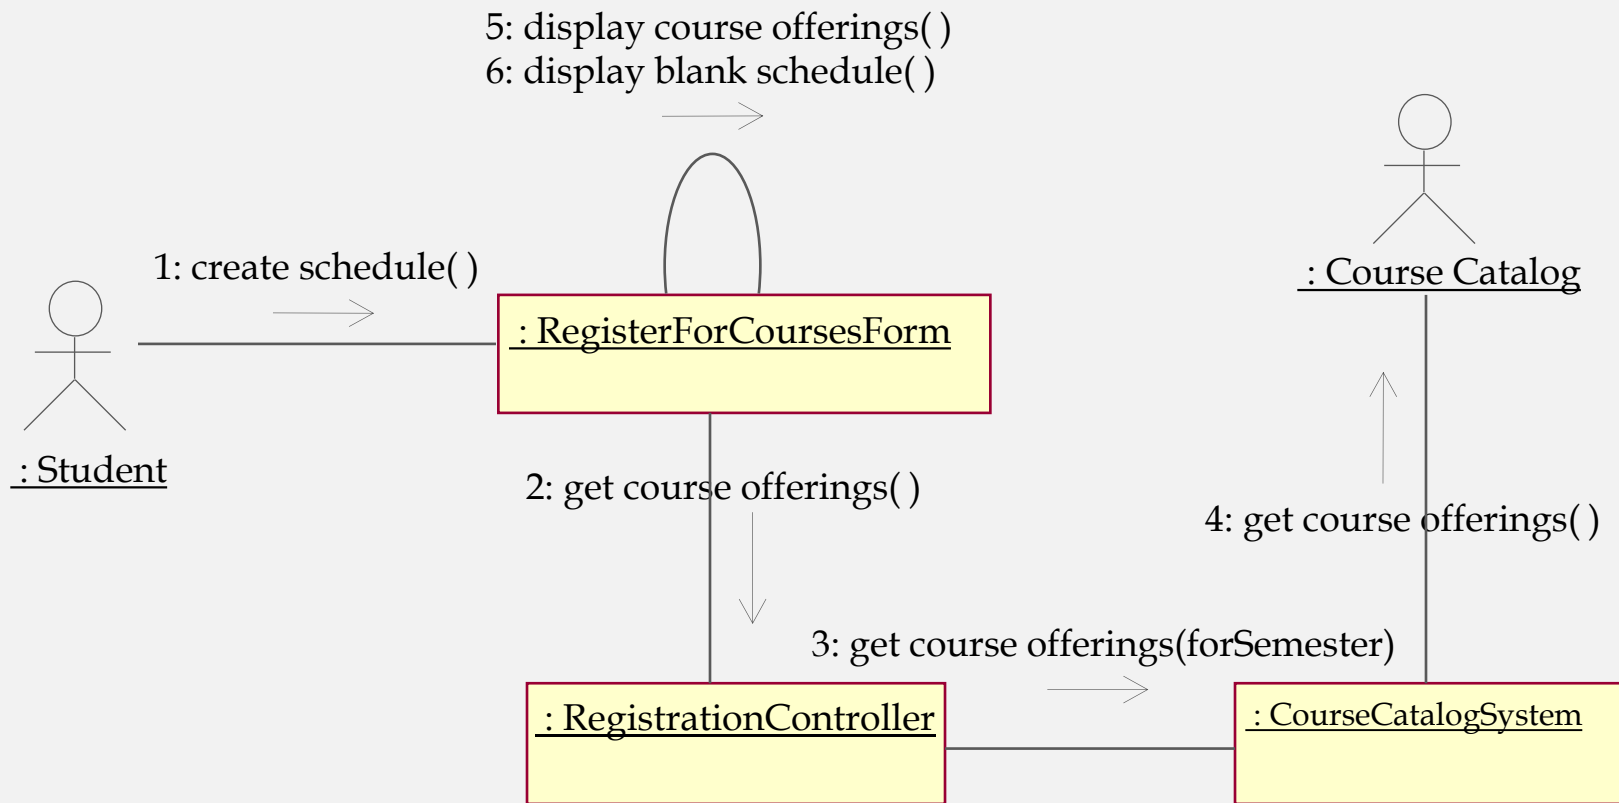 5: display course offerings( )
6: display blank schedule( )
1: create schedule( )
: Course Catalog
: RegisterForCoursesForm
: Student
2: get course offerings( )
4: get course offerings( )
3: get course offerings(forSemester)
: RegistrationController
: CourseCatalogSystem